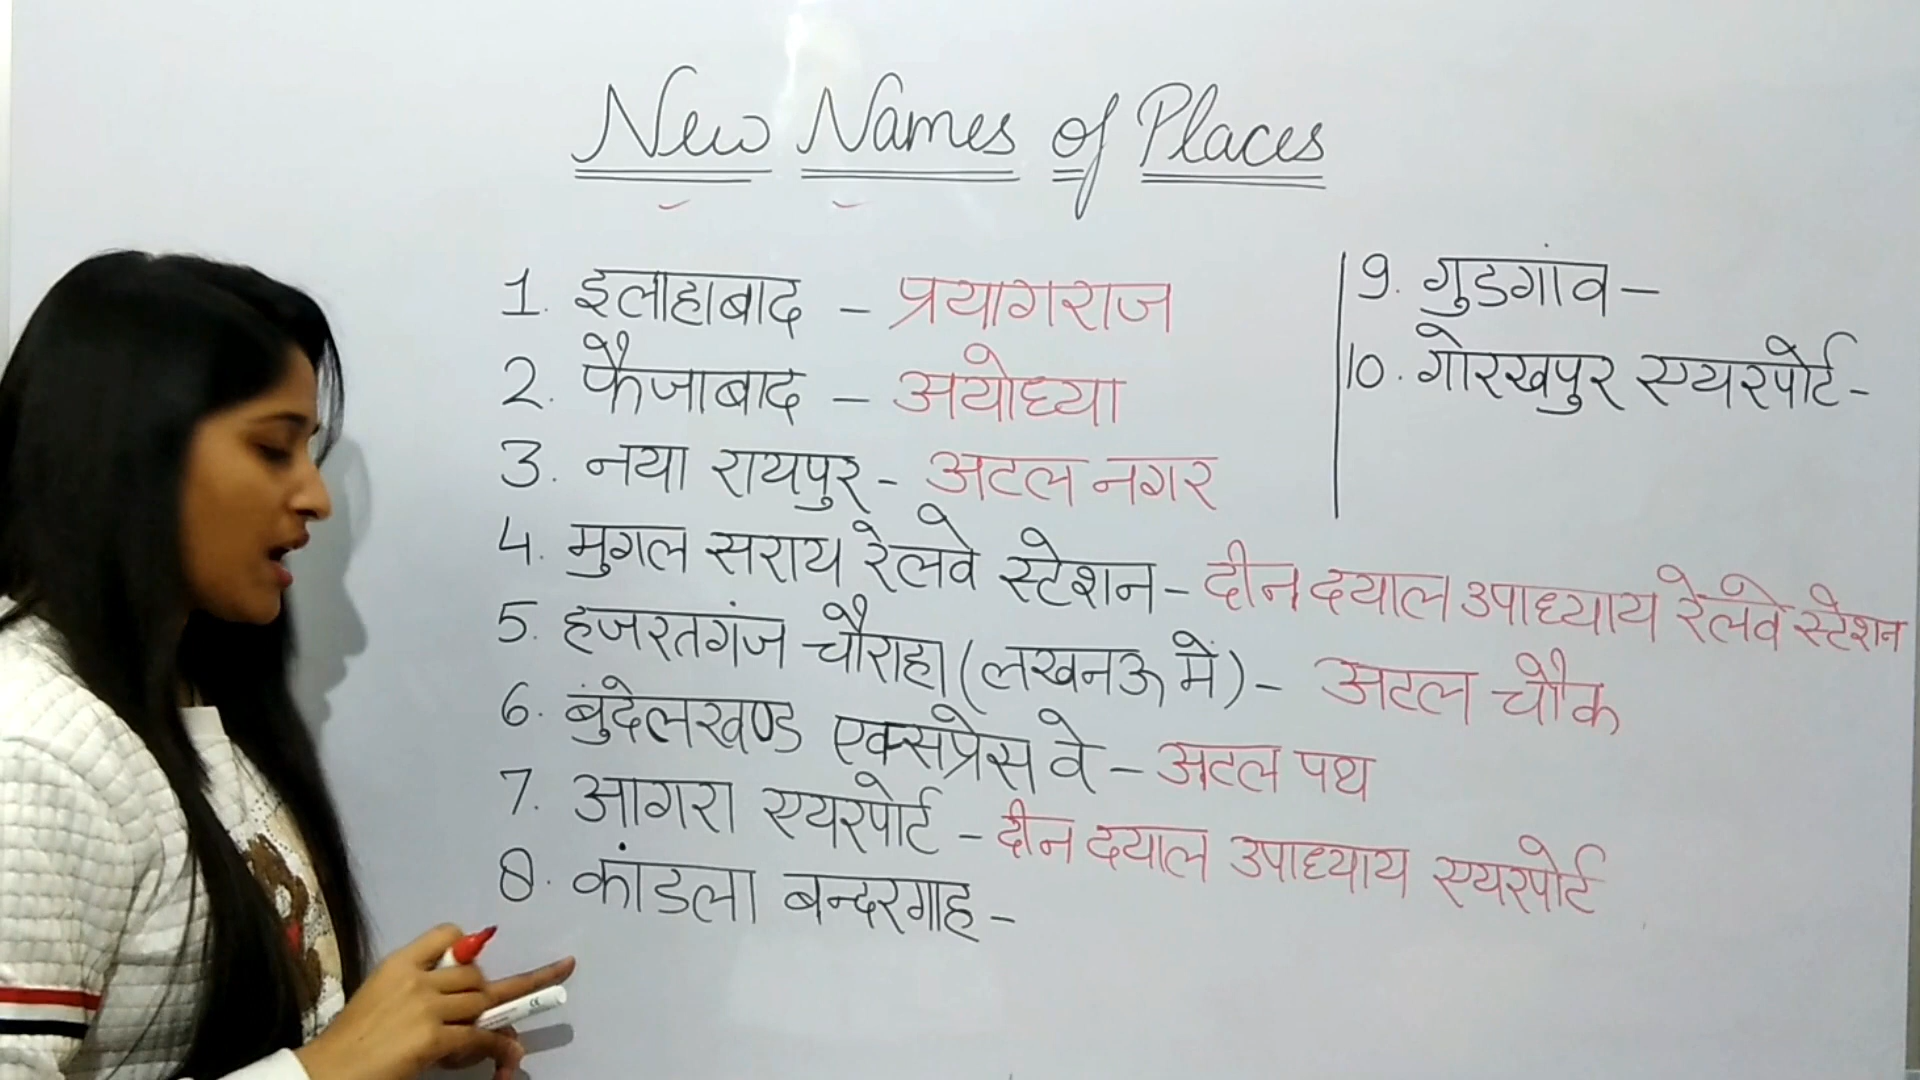 New Names of Places
1. इलाहाबाद - प्रयागराज
2. फैजाबाद - अयोध्या
3. नया रायपुर - अटल नगर
4. मुगल सराय रेलवे स्टेशन - दीन दयाल उपाध्याय रेलवे स्टेशन
5. हजरतगंज चौराहा (लखनऊ में) - अटल चौक
6. बुंदेलखण्ड एक्सप्रेस वे - अटल पथ
7. आगरा एयरपोर्ट - दीन दयाल उपाध्याय एयरपोर्ट
8. कांडला बन्दरगाह -
9. गुडगांव -
10. गोरखपुर एयरपोर्ट -